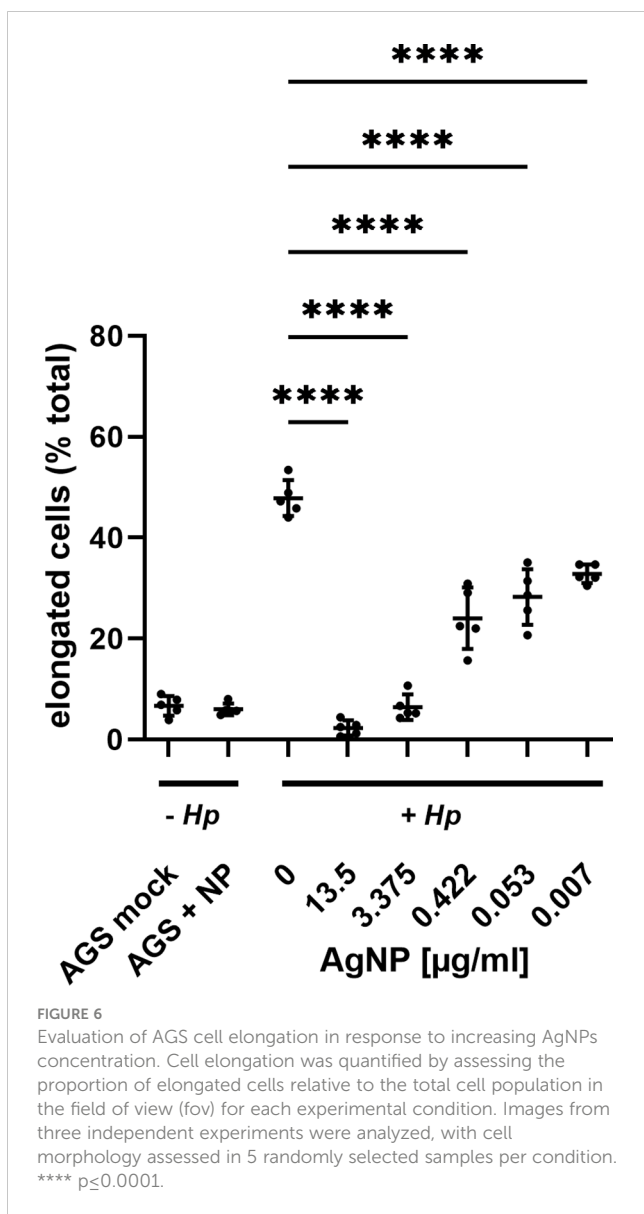 ****
****
****
****
****
80
60
40
20
0
elongated cells (% total)
- Hp
+ Hp
AGS mock
AGS + NP
0
13.5
3.375
0.422
0.053
0.007
AgNP [µg/ml]
FIGURE 6
Evaluation of AGS cell elongation in response to increasing AgNPs
concentration. Cell elongation was quantified by assessing the
proportion of elongated cells relative to the total cell population in
the field of view (fov) for each experimental condition. Images from
three independent experiments were analyzed, with cell
morphology assessed in 5 randomly selected samples per condition.
**** p≤0.0001.